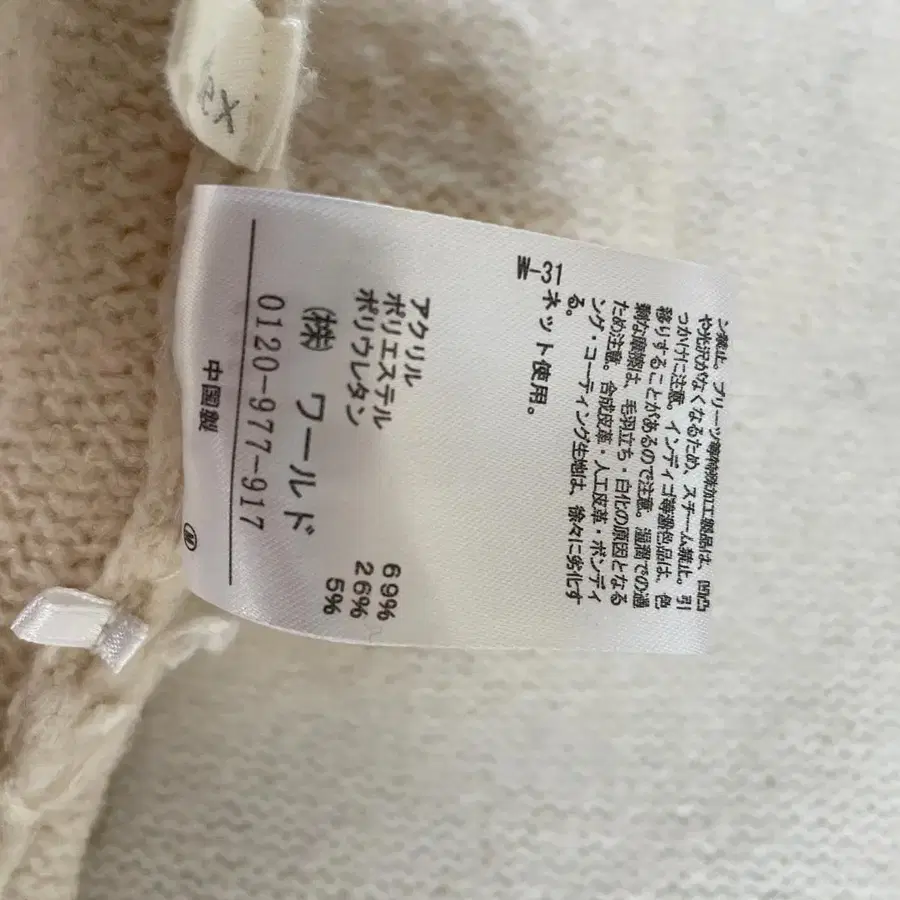 ン禁止。プリーツ等特殊加工製品は、凹凸
や光沢がなくなるため、スチーム禁止。引
っかけに注意。インディゴ等濃色品は、色
移りすることがあるので注意。湿潤での過
剰な摩擦は、毛羽立ち・白化の原因となる
ため注意。合成皮革・人工皮革・ボンディ
ング・コーティング生地は、徐々に劣化す
る。
ネット使用。
31
アクリル 69%
ポリエステル 26%
ポリウレタン 5%
㈱ ワールド
0120-977-917
中国製
N